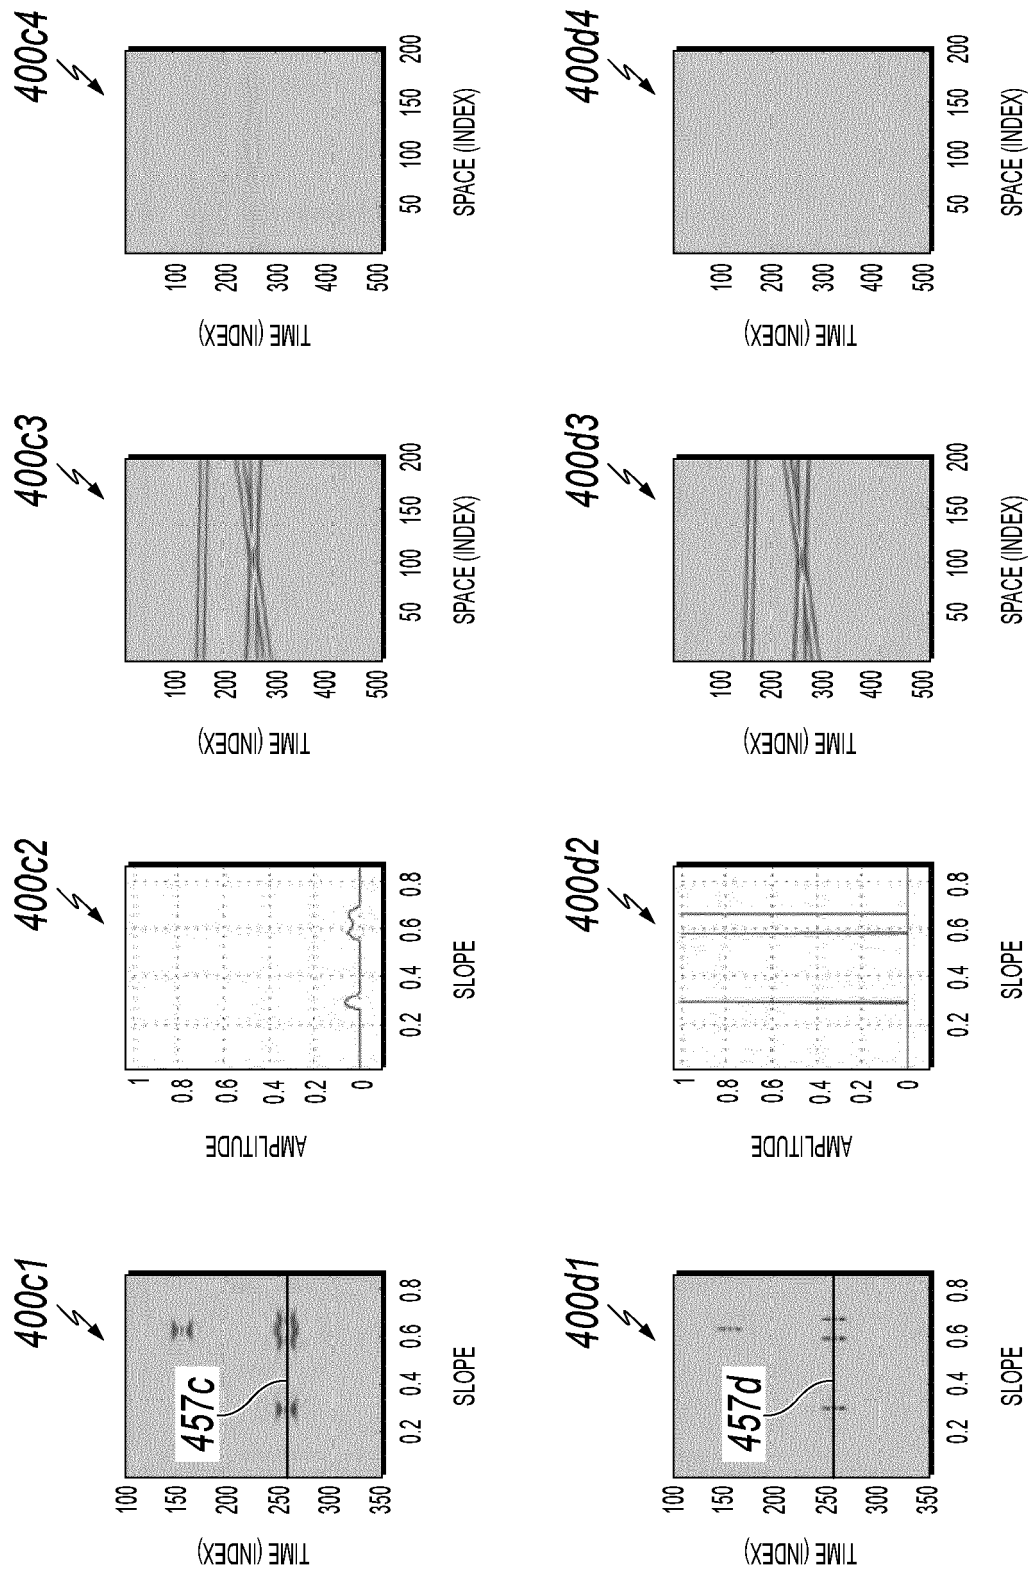 400c4
TIME (INDEX)
100
200
300
400
500
50
100
150
200
SPACE (INDEX)
400d4
TIME (INDEX)
100
200
300
400
500
50
100
150
200
SPACE (INDEX)
400c3
TIME (INDEX)
100
200
300
400
500
50
100
150
200
SPACE (INDEX)
400d3
TIME (INDEX)
100
200
300
400
500
50
100
150
200
SPACE (INDEX)
400c2
AMPLITUDE
1
0.8
0.6
0.4
0.2
0
0.2
0.4
0.6
0.8
SLOPE
400d2
AMPLITUDE
1
0.8
0.6
0.4
0.2
0
0.2
0.4
0.6
0.8
SLOPE
400c1
457c
TIME (INDEX)
100
150
200
250
300
350
0.2
0.4
0.6
0.8
SLOPE
400d1
457d
TIME (INDEX)
100
150
200
250
300
350
0.2
0.4
0.6
0.8
SLOPE